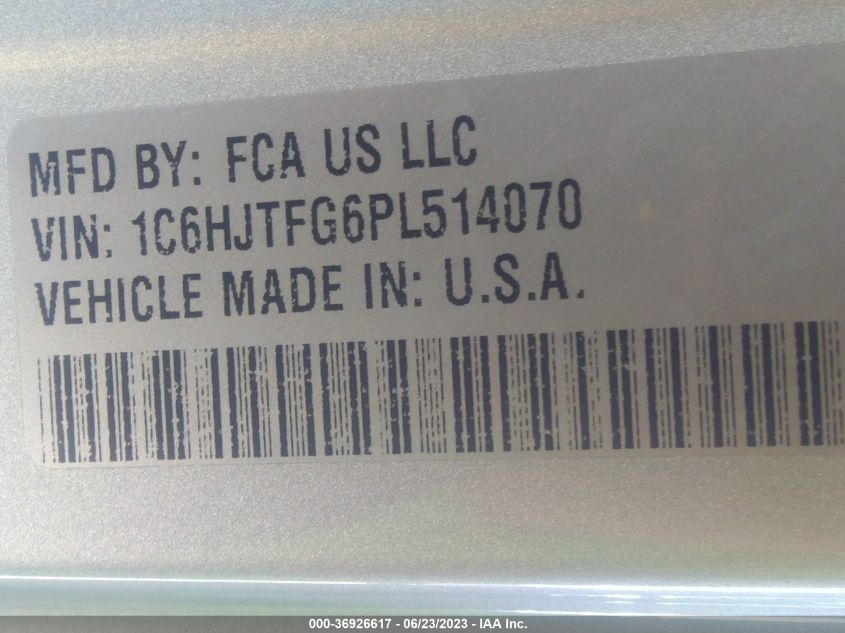 MFD BY: FCA US LLC
VIN: 1C6HJTFG6PL514070
VEHICLE MADE IN: U.S.A.
000-36926617 - 06/23/2023 - IAA Inc.